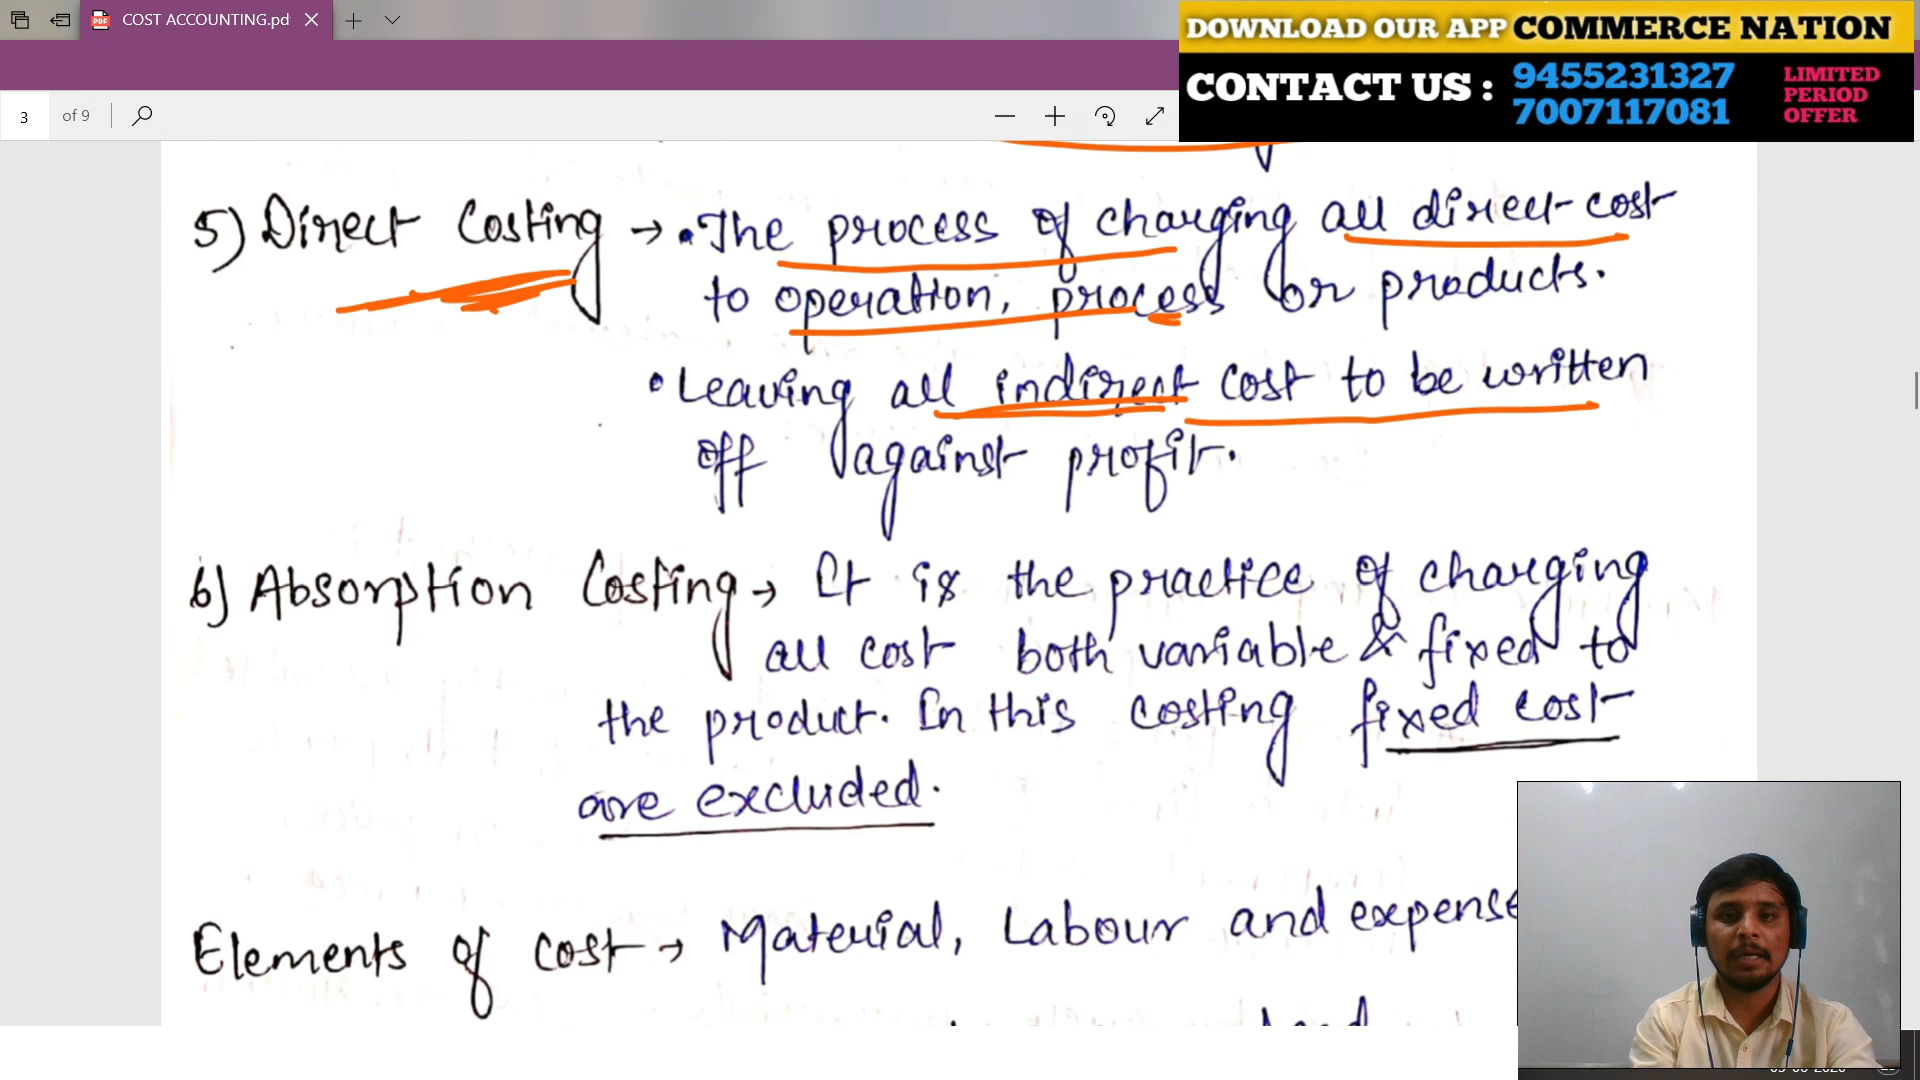 COST ACCOUNTING.pd
DOWNLOAD OUR APP COMMERCE NATION
CONTACT US : 9455231327
7007117081
LIMITED
PERIOD
OFFER
3 of 9
5) Direct Costing → • The process of charging all direct cost
to operation, process or products.
• Leaving all indirect cost to be written
off against profit.
6) Absorption Costing → It is the practice of charging
all cost both variable & fixed to
the product. In this costing fixed cost
are excluded.
Elements of cost → Material, Labour and expense